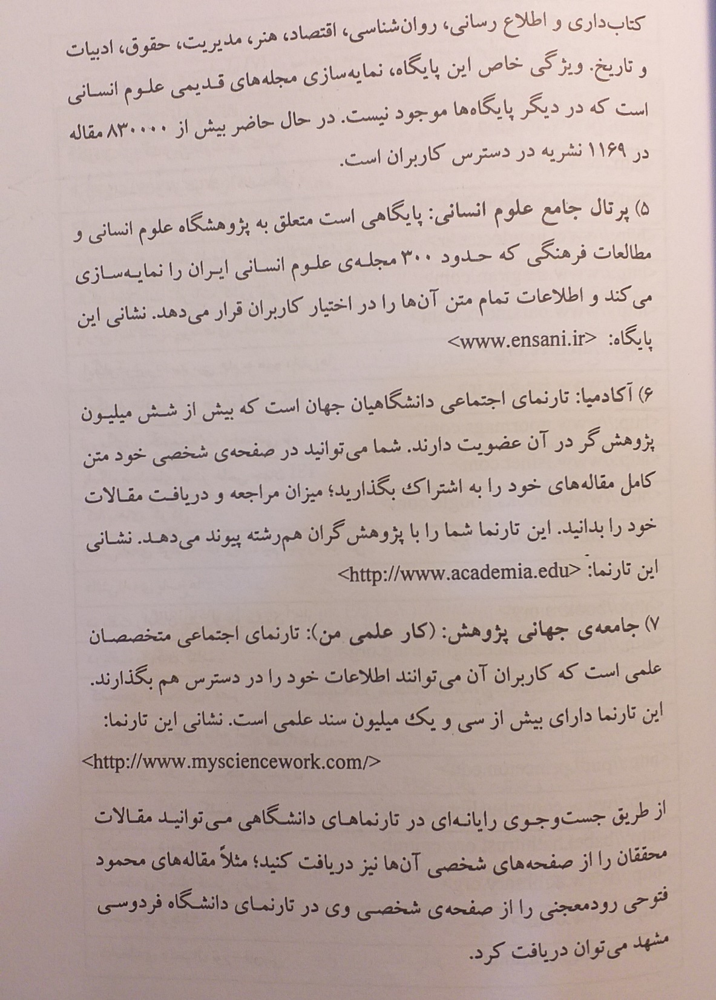 کتاب‌داری و اطلاع رسانی، روان‌شناسی، اقتصاد، هنر، مدیریت، حقوق، ادبیات
و تاریخ. ویژگی خاص این پایگاه، نمایه‌سازی مجله‌های قدیمی علوم انسانی
است که در دیگر پایگاه‌ها موجود نیست. در حال حاضر بیش از ۸۳۰۰۰۰ مقاله
در ۱۱۶۹ نشریه در دسترس کاربران است.
۵) پرتال جامع علوم انسانی: پایگاهی است متعلق به پژوهشگاه علوم انسانی و
مطالعات فرهنگی که حدود ۳۰۰ مجله‌ی علوم انسانی ایران را نمایه‌سازی
می‌کند و اطلاعات تمام متن آن‌ها را در اختیار کاربران قرار می‌دهد. نشانی این
پایگاه: <www.ensani.ir>
۶) آکادمیا: تارنمای اجتماعی دانشگاهیان جهان است که بیش از شش میلیون
پژوهش‌گر در آن عضویت دارند. شما می‌توانید در صفحه‌ی شخصی خود متن
کامل مقاله‌های خود را به اشتراک بگذارید؛ میزان مراجعه و دریافت مقالات
خود را بدانید. این تارنما شما را با پژوهش‌گران هم‌رشته پیوند می‌دهد. نشانی
این تارنما: <http://www.academia.edu>
۷) جامعه‌ی جهانی پژوهش: (کار علمی من): تارنمای اجتماعی متخصصان
علمی است که کاربران آن می‌توانند اطلاعات خود را در دسترس هم بگذارند.
این تارنما دارای بیش از سی و یک میلیون سند علمی است. نشانی این تارنما:
<http://www.mysciencework.com/>
از طریق جست‌وجوی رایانه‌ای در تارنماهای دانشگاهی می‌توانید مقالات
محققان را از صفحه‌های شخصی آن‌ها نیز دریافت کنید؛ مثلاً مقاله‌های محمود
فتوحی رودمعجنی را از صفحه‌ی شخصی وی در تارنمای دانشگاه فردوسی
مشهد می‌توان دریافت کرد.